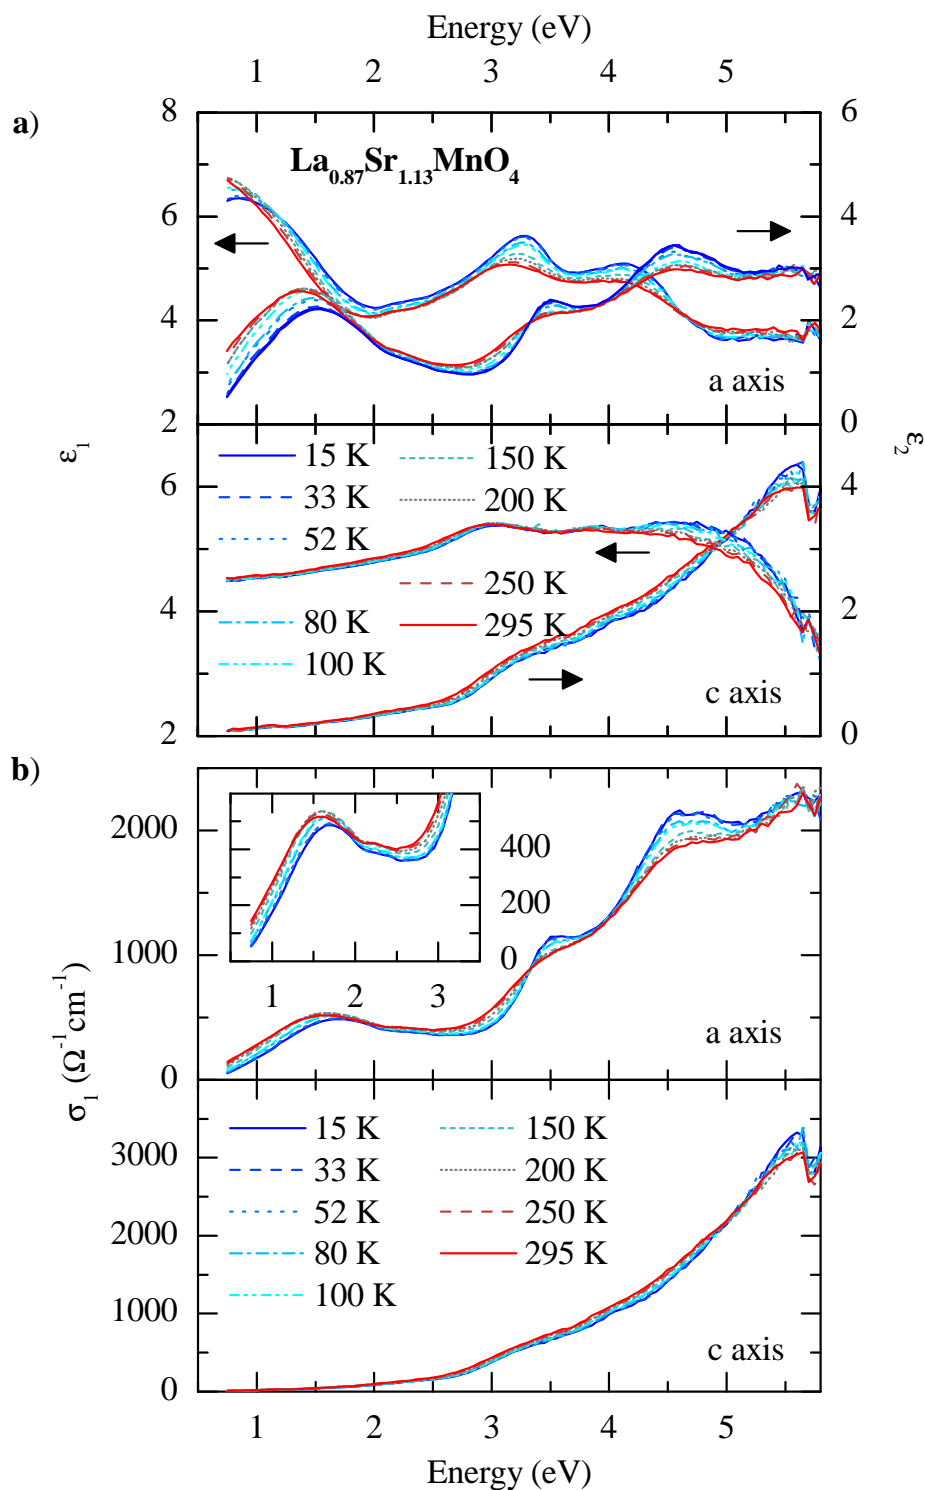 Energy (eV)
1 2 3 4 5
a)
8 6
La0.87Sr1.13MnO4
6 4
4 2
a axis
2 0
ε1 ε2
15 K 150 K
6 4
33 K 200 K
52 K
250 K
4 2
80 K 295 K
100 K
c axis
2 0
b)
2000
400
200
1000 0
1 2 3
a axis
0
σ1 (Ω-1cm-1)
15 K 150 K
3000
33 K 200 K
52 K 250 K
2000
80 K 295 K
100 K
1000
c axis
0
1 2 3 4 5
Energy (eV)